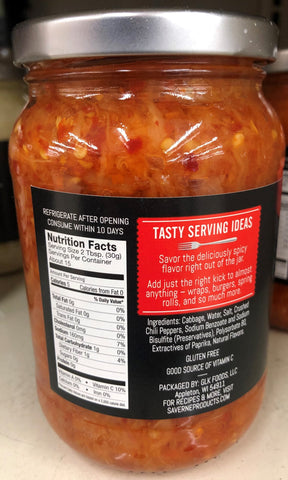 REFRIGERATE AFTER OPENING
CONSUME WITHIN 10 DAYS
Nutrition Facts
Serving Size 2 Tbsp. (30g)
Servings Per Container
About 15
Amount Per Serving
Calories 5 Calories from Fat 0
% Daily Value*
Total Fat 0g 0%
Saturated Fat 0g 0%
Trans Fat 0g
Cholesterol 0mg 0%
Sodium 160mg 7%
Total Carbohydrate 1g 0%
Dietary Fiber 1g 4%
Sugars 0g
Protein 0g
Vitamin A 0% • Vitamin C 10%
Calcium 0% • Iron 0%
TASTY SERVING IDEAS
Savor the deliciously spicy
flavor right out of the jar.
Add just the right kick to almost
anything – wraps, burgers, spring
rolls, and so much more.
Ingredients: Cabbage, Water, Salt, Crushed
Chili Peppers, Sodium Benzoate and Sodium
Bisulfite (Preservatives), Polysorbate 80,
Extractives of Paprika, Natural Flavors.
GLUTEN FREE
GOOD SOURCE OF VITAMIN C
PACKAGED BY: GLK FOODS, LLC
Appleton, WI 54911
FOR RECIPES & MORE, VISIT
SAVERNEPRODUCTS.COM